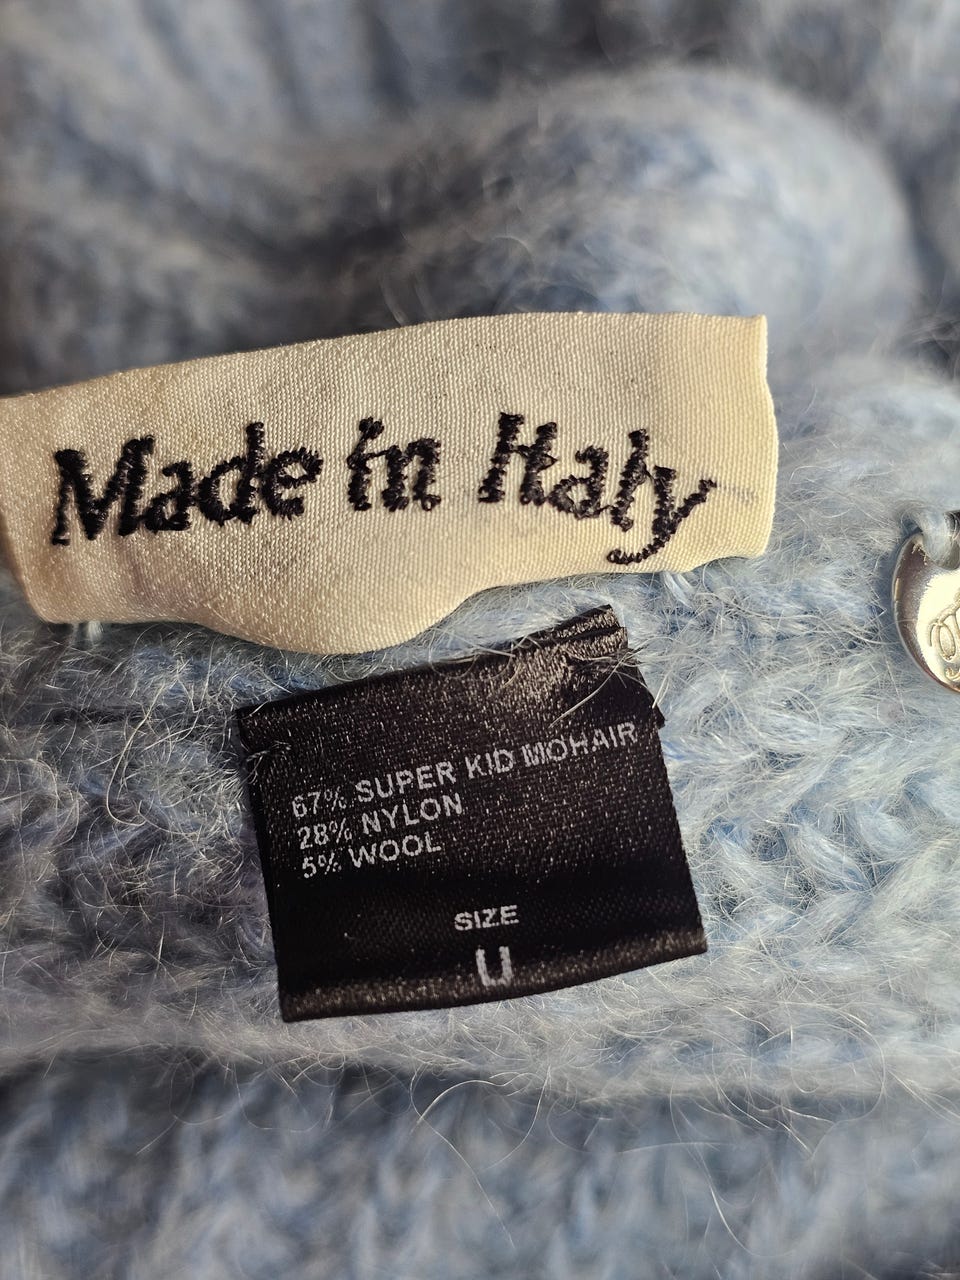 Made in Italy
67% SUPER KID MOHAIR
28% NYLON
5% WOOL
SIZE
U